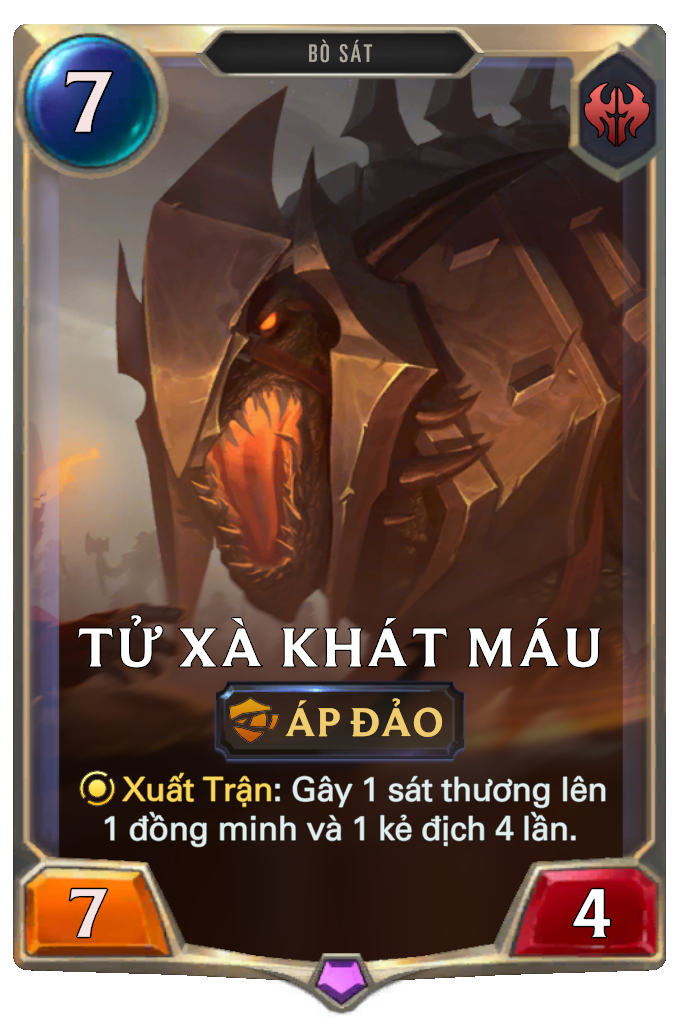 BÒ SÁT
7
TỬ XÀ KHÁT MÁU
ÁP ĐẢO
Xuất Trận: Gây 1 sát thương lên
1 đồng minh và 1 kẻ địch 4 lần.
7
4